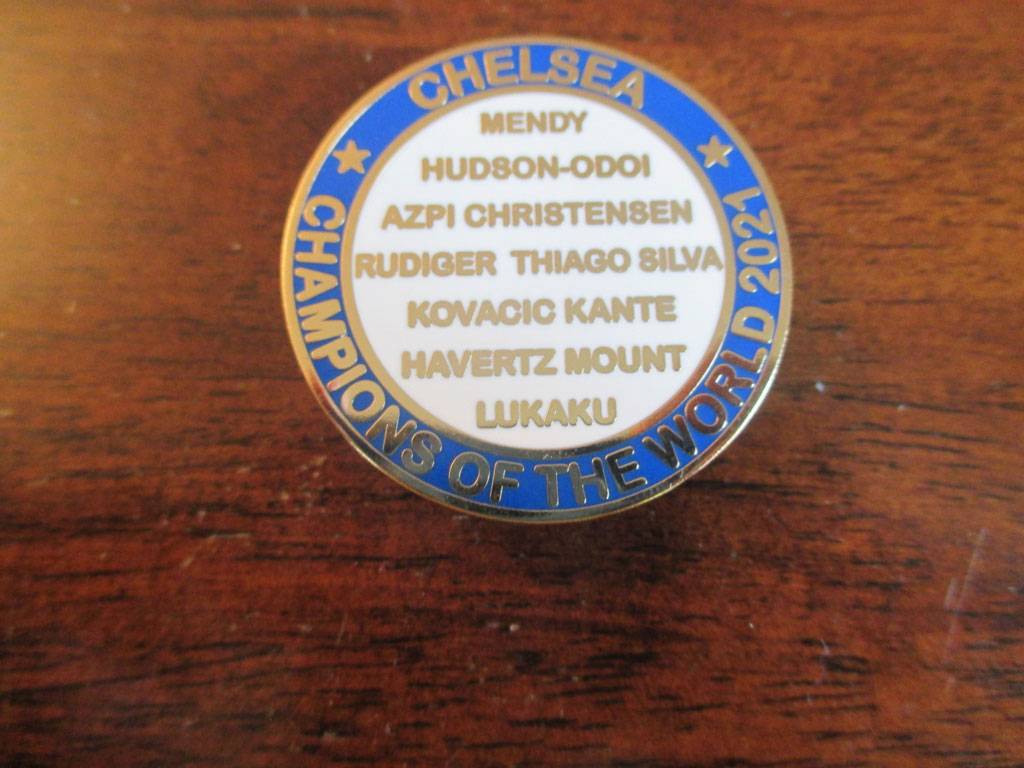 CHELSEA
MENDY
HUDSON-ODOI
AZPI CHRISTENSEN
RUDIGER THIAGO SILVA
KOVACIC KANTE
HAVERTZ MOUNT
LUKAKU
CHAMPIONS OF THE WORLD 2021